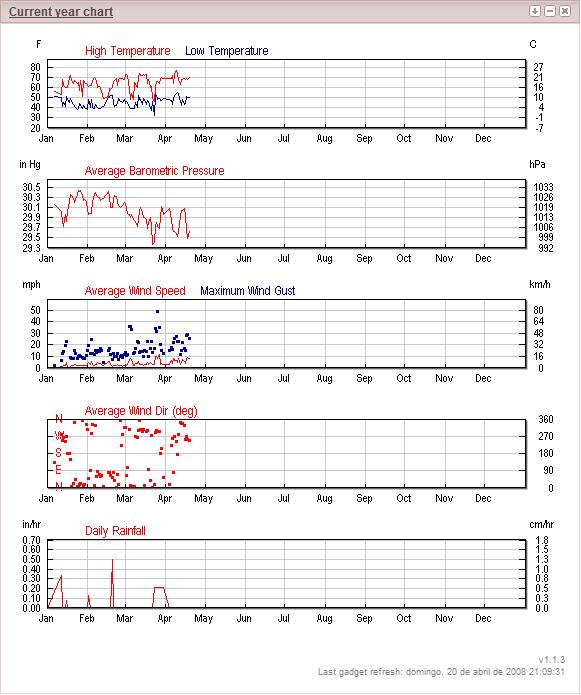 Current year chart
F High Temperature Low Temperature C
80 27
70 21
60 16
50 10
40 4
30 -1
20 -7
Jan Feb Mar Apr May Jun Jul Aug Sep Oct Nov Dec
in Hg Average Barometric Pressure hPa
30.5 1033
30.3 1026
30.1 1019
29.9 1013
29.7 1006
29.5 999
29.3 992
Jan Feb Mar Apr May Jun Jul Aug Sep Oct Nov Dec
mph Average Wind Speed Maximum Wind Gust km/h
50 80
40 64
30 48
20 32
10 16
0 0
Jan Feb Mar Apr May Jun Jul Aug Sep Oct Nov Dec
Average Wind Dir (deg)
N 360
W 270
S 180
E 90
N 0
Jan Feb Mar Apr May Jun Jul Aug Sep Oct Nov Dec
in/hr Daily Rainfall cm/hr
0.70 1.8
0.60 1.5
0.50 1.3
0.40 1.0
0.30 0.8
0.20 0.5
0.10 0.3
0.00 0.0
Jan Feb Mar Apr May Jun Jul Aug Sep Oct Nov Dec
v1.1.3
Last gadget refresh: domingo, 20 de abril de 2008 21:09:31